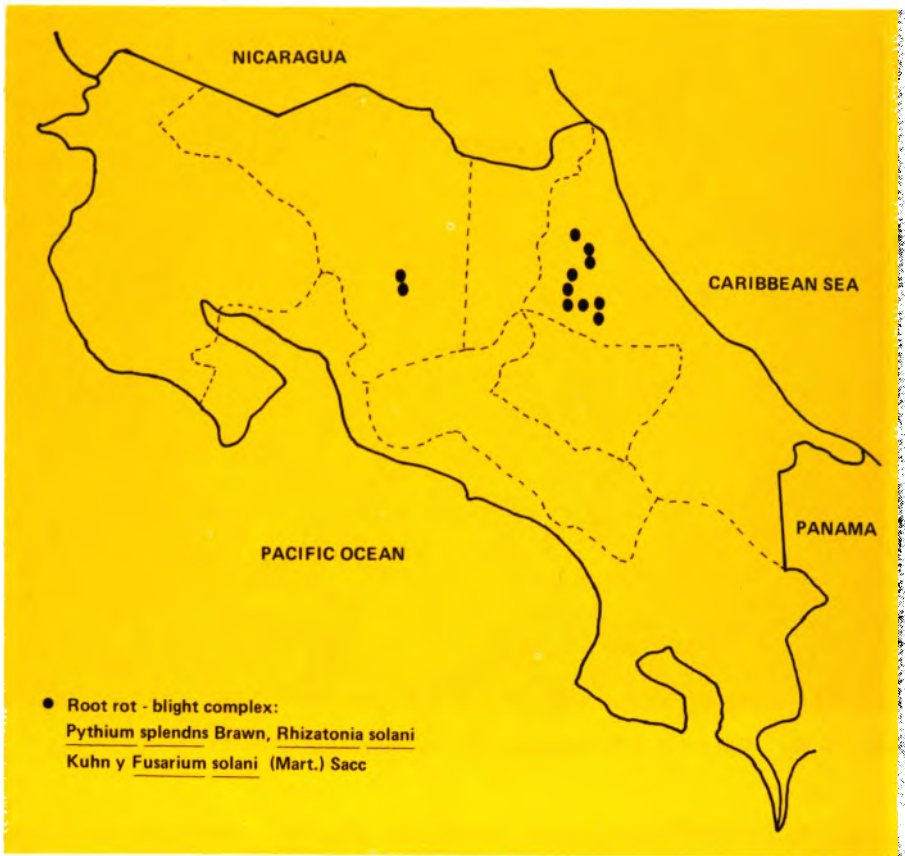 NICARAGUA
CARIBBEAN SEA
PANAMA
PACIFIC OCEAN
Root rot - blight complex:
Pythium splendns Brawn, Rhizatonia solani
Kuhn y Fusarium solani (Mart.) Sacc